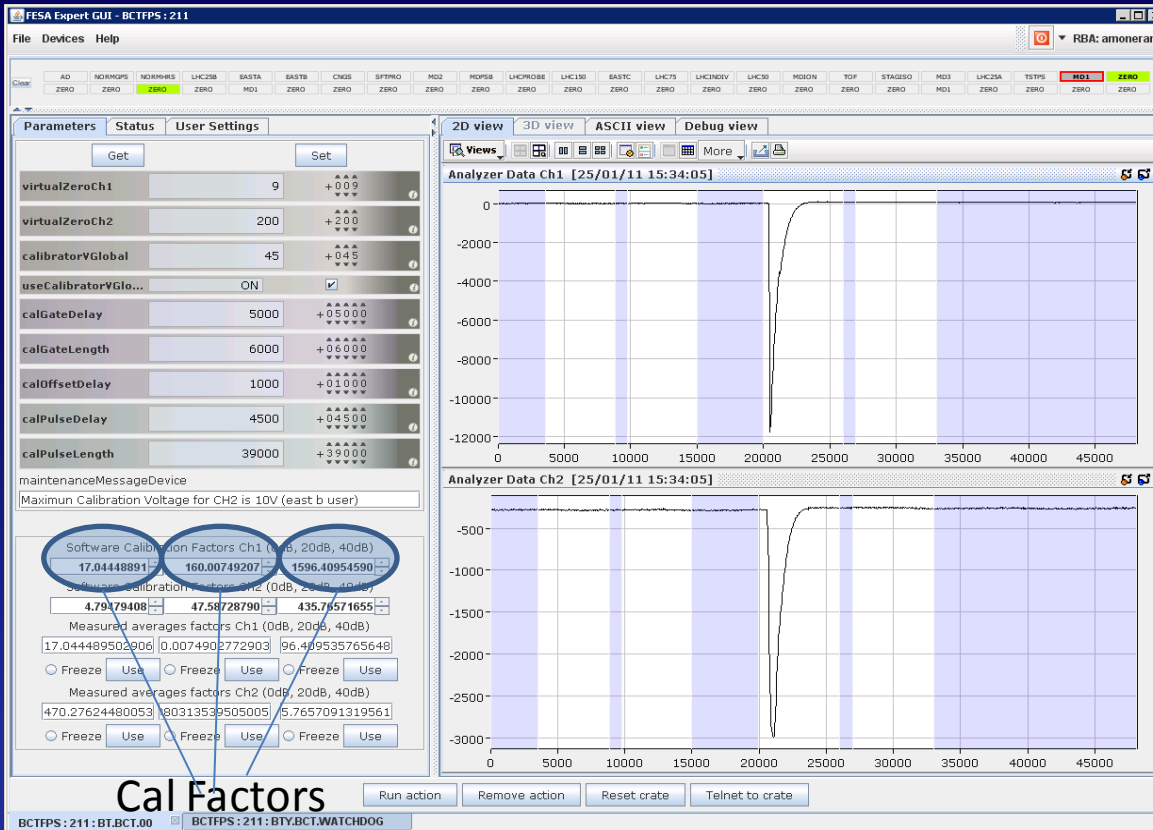 FESA Expert GUI - BCTFPS : 211
File Devices Help
RBA: amoneran
Clear
AD NORMGPS NORMHRS LHC25B EASTA EASTB CNGS SFTPRO MD2 MDPSB LHCPROBE LHC150 EASTC LHC75 LHCINDIV LHC50 MDION TOF STAGISO MD3 LHC25A TSTPS MD1 ZERO
ZERO ZERO ZERO ZERO MD1 ZERO ZERO ZERO ZERO ZERO ZERO ZERO ZERO ZERO ZERO ZERO ZERO ZERO ZERO MD1 ZERO ZERO ZERO ZERO
Parameters Status User Settings
Get Set
virtualZeroCh1 9 +009
virtualZeroCh2 200 +200
calibratorVGlobal 45 +045
useCalibratorVGlo... ON
calGateDelay 5000 +05000
calGateLength 6000 +06000
calOffsetDelay 1000 +01000
calPulseDelay 4500 +04500
calPulseLength 39000 +39000
maintenanceMessageDevice
Maximun Calibration Voltage for CH2 is 10V (east b user)
Software Calibration Factors Ch1 (0dB, 20dB, 40dB)
17.04448891 160.00749207 1596.40954590
Software Calibration Factors Ch2 (0dB, 20dB, 40dB)
4.79479408 47.58728790 435.76571655
Measured averages factors Ch1 (0dB, 20dB, 40dB)
17.044489502906 0.0074902772903 96.409535765648
Freeze Use Freeze Use Freeze Use
Measured averages factors Ch2 (0dB, 20dB, 40dB)
470.27624480053 80313539505005 5.7657091319561
Freeze Use Freeze Use Freeze Use
Cal Factors
2D view 3D view ASCII view Debug view
Views More
Analyzer Data Ch1 [25/01/11 15:34:05]
0
-2000
-4000
-6000
-8000
-10000
-12000
0 5000 10000 15000 20000 25000 30000 35000 40000 45000
Analyzer Data Ch2 [25/01/11 15:34:05]
-500
-1000
-1500
-2000
-2500
-3000
0 5000 10000 15000 20000 25000 30000 35000 40000 45000
Run action Remove action Reset crate Telnet to crate
BCTFPS : 211 : BT.BCT.00 BCTFPS : 211 : BTY.BCT.WATCHDOG